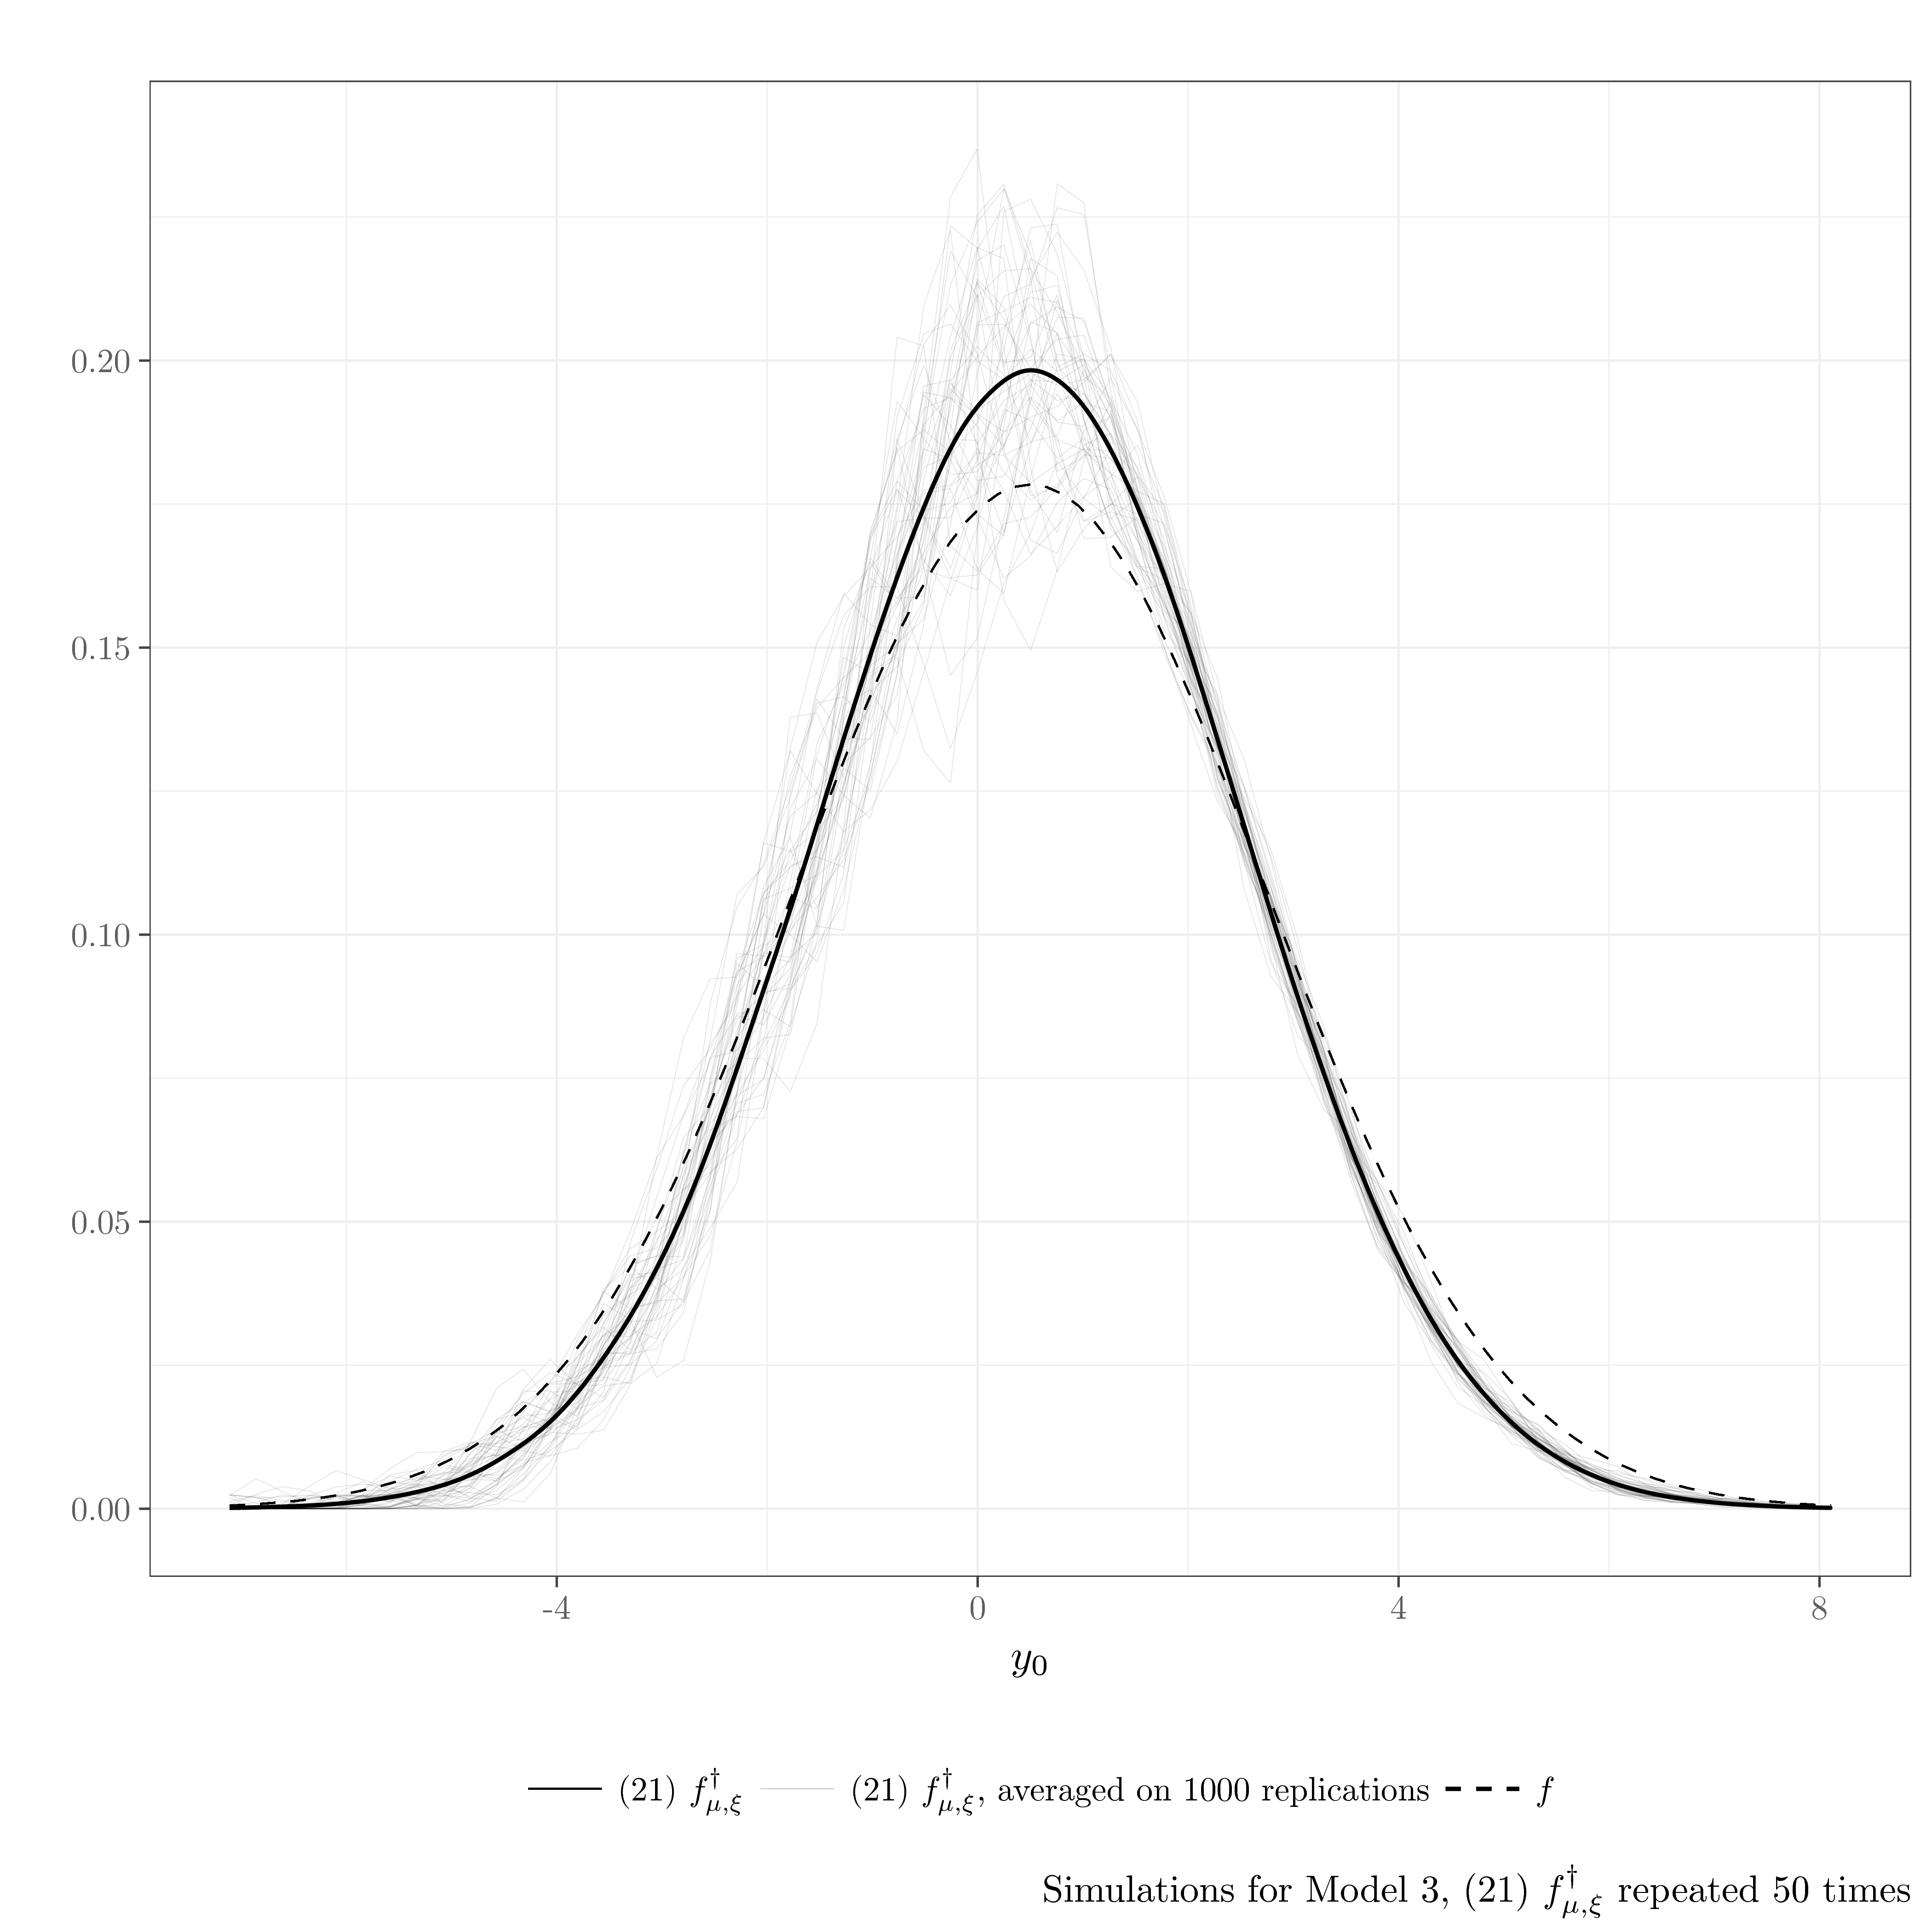 0.20
0.15
0.10
0.05
0.00
-4 0 4 8
y₀
(21) f†μ,ξ (21) f†μ,ξ, averaged on 1000 replications f
Simulations for Model 3, (21) f†μ,ξ repeated 50 times